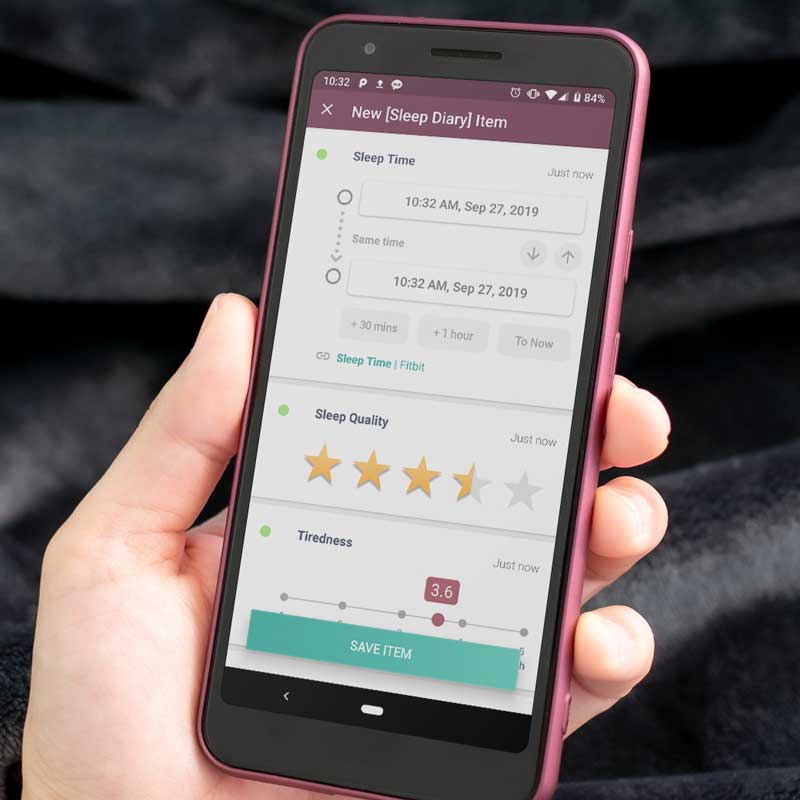 10:32 84%
New [Sleep Diary] Item
Sleep Time
Just now
10:32 AM, Sep 27, 2019
Same time
10:32 AM, Sep 27, 2019
+ 30 mins + 1 hour To Now
Sleep Time | Fitbit
Sleep Quality
Just now
Tiredness
Just now
3.6
5
SAVE ITEM